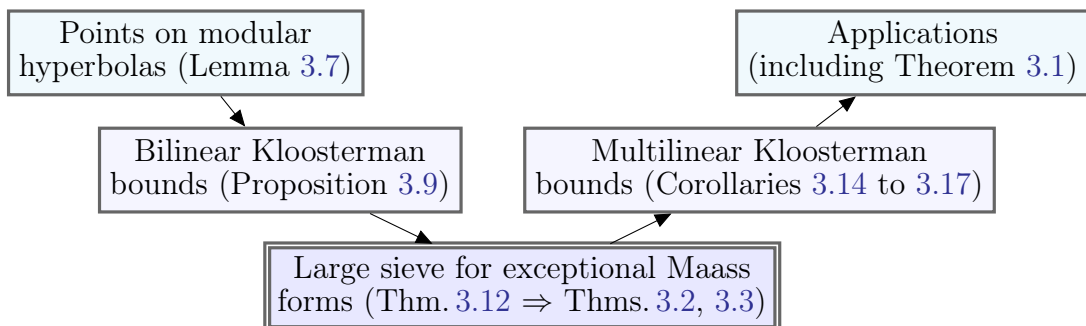 Points on modular
hyperbolas (Lemma 3.7)
Applications
(including Theorem 3.1)
Bilinear Kloosterman
bounds (Proposition 3.9)
Multilinear Kloosterman
bounds (Corollaries 3.14 to 3.17)
Large sieve for exceptional Maass
forms (Thm. 3.12 ⇒ Thms. 3.2, 3.3)